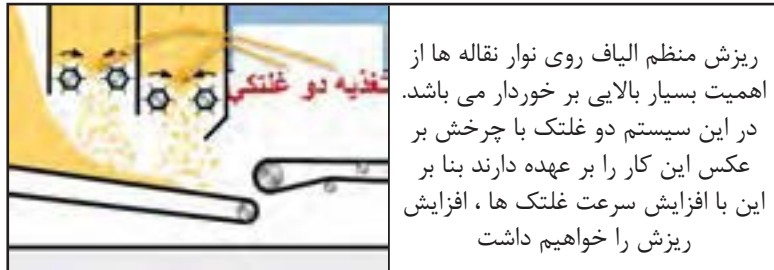 ریزش منظم الیاف روی نوار نقاله ها از
اهمیت بسیار بالایی بر خوردار می باشد.
در این سیستم دو غلتک با چرخش بر
عکس این کار را بر عهده دارند بنا بر
این با افزایش سرعت غلتک ها ، افزایش
ریزش را خواهیم داشت
تغذیه دو غلتکی